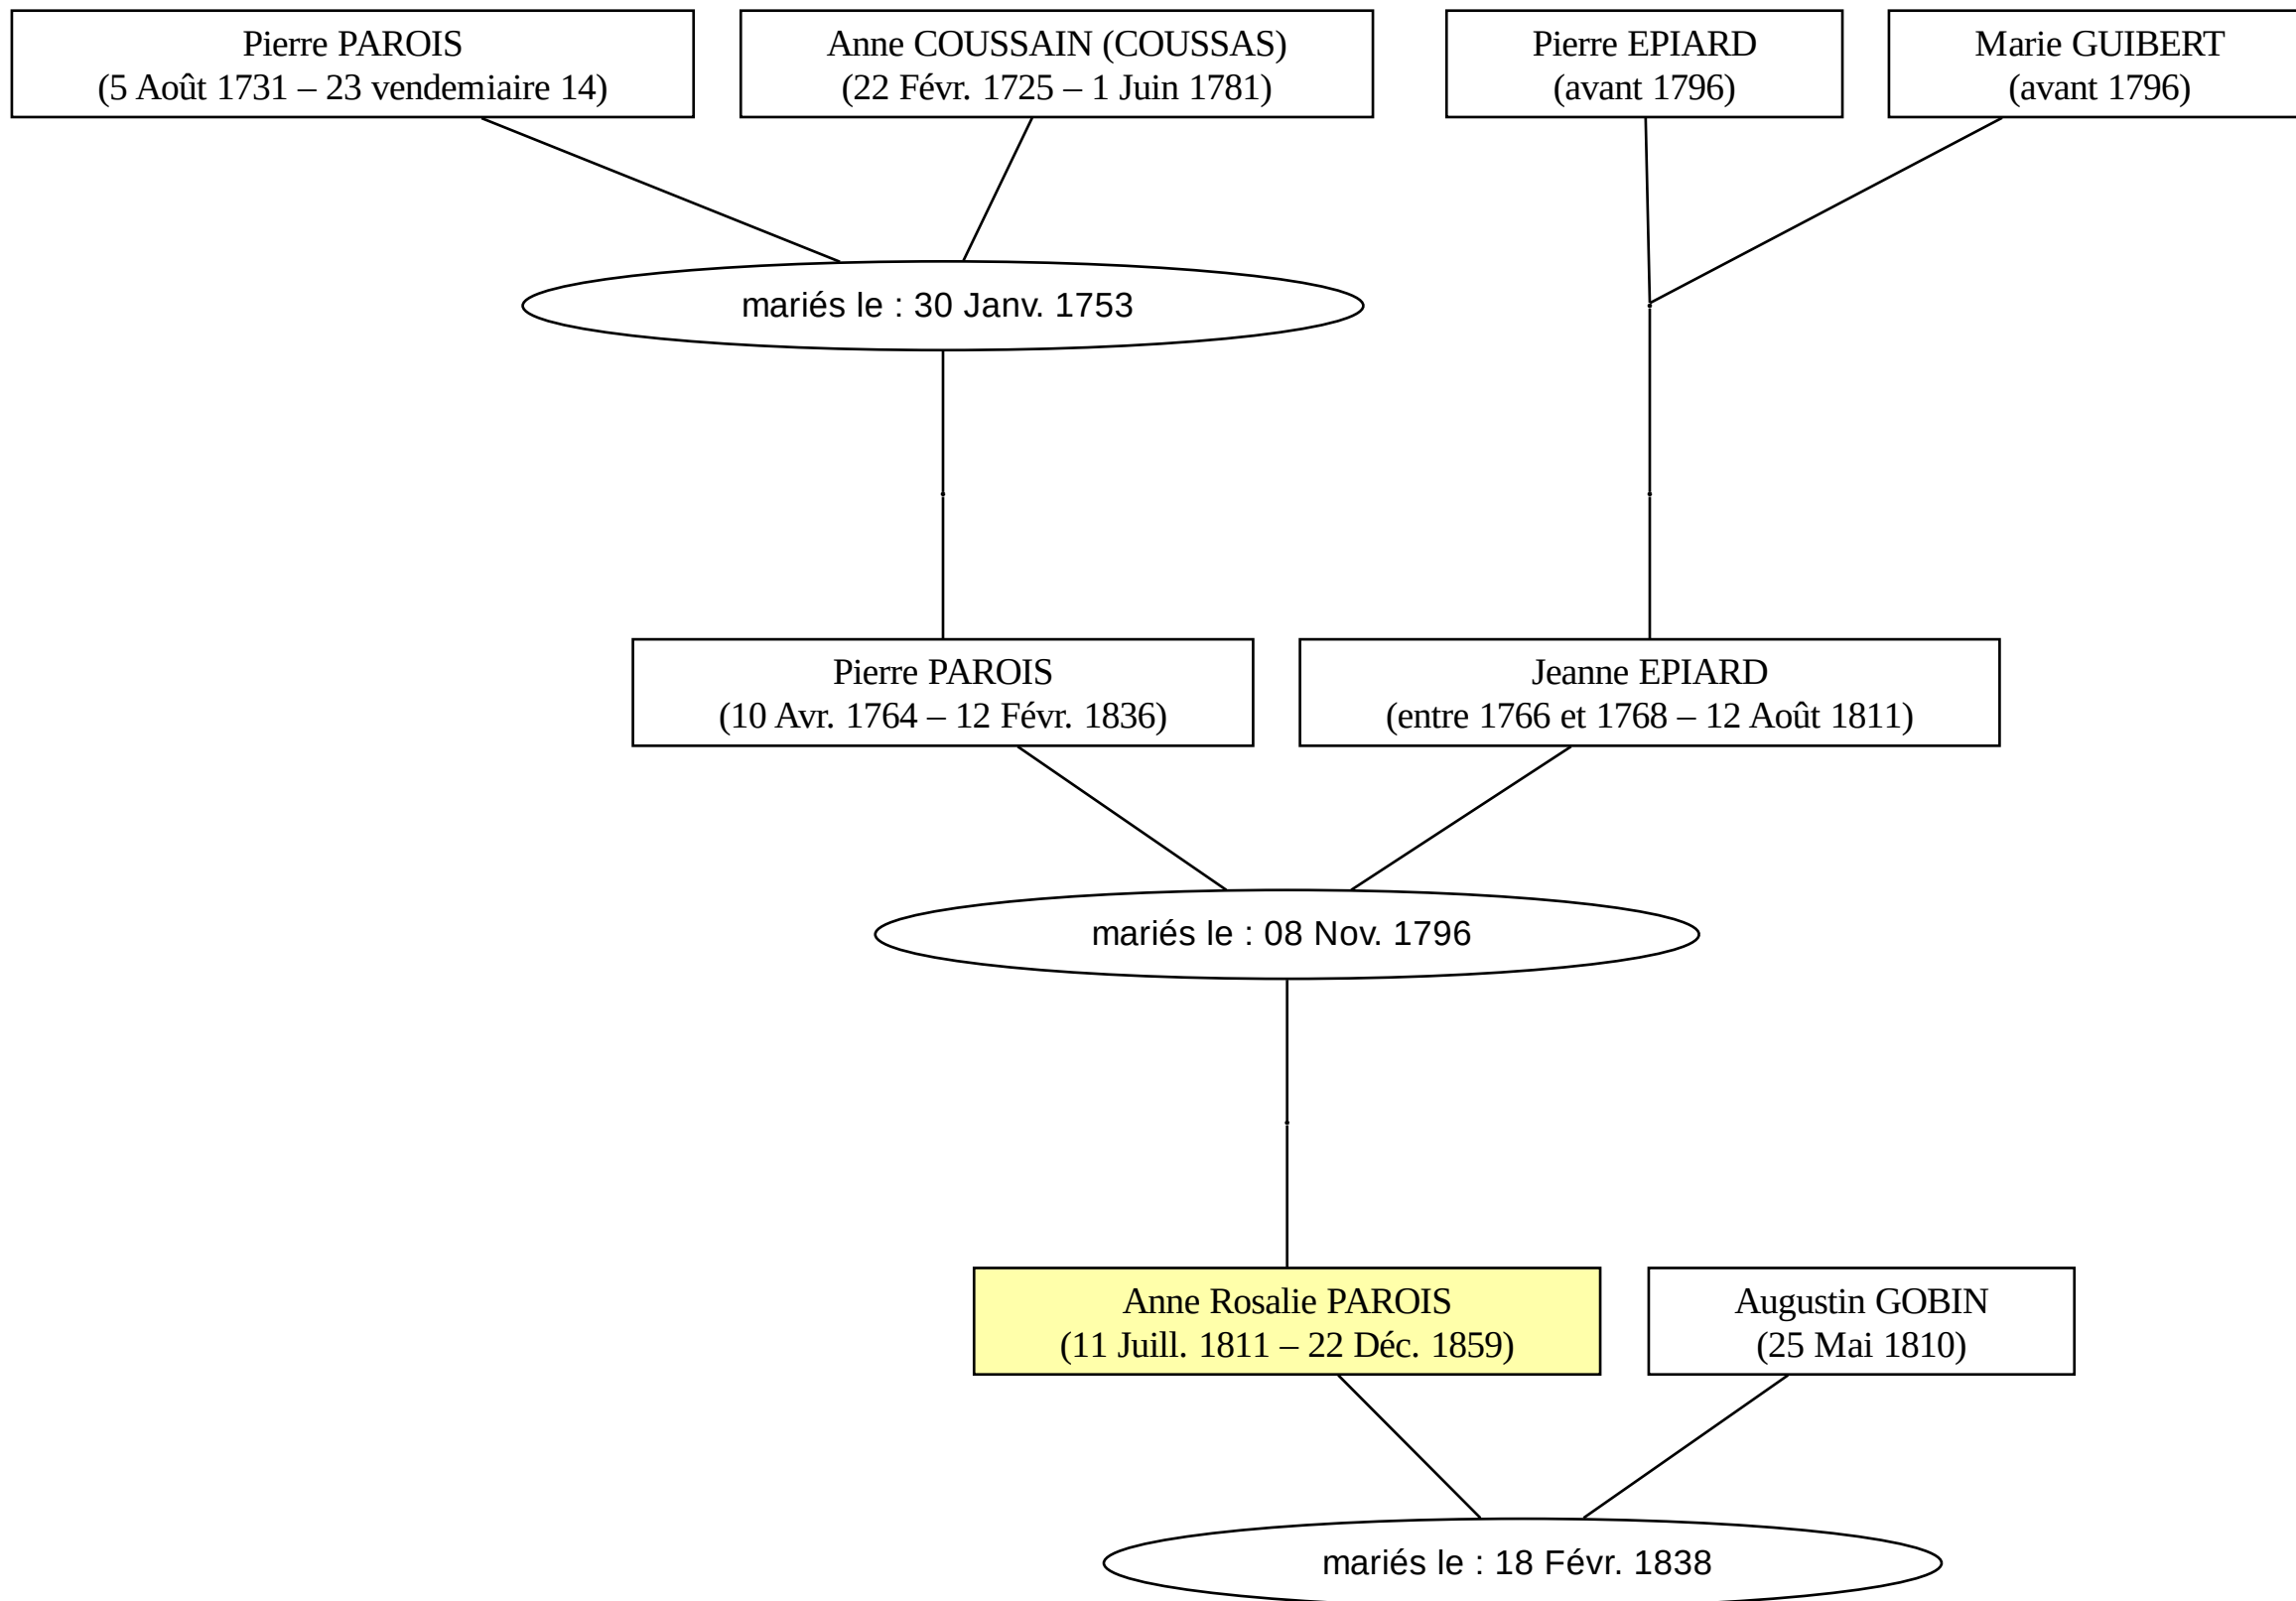 Pierre PAROIS
(5 Août 1731 – 23 vendemiaire 14)
Anne COUSSAIN (COUSSAS)
(22 Févr. 1725 – 1 Juin 1781)
Pierre EPIARD
(avant 1796)
Marie GUIBERT
(avant 1796)
mariés le : 30 Janv. 1753
Pierre PAROIS
(10 Avr. 1764 – 12 Févr. 1836)
Jeanne EPIARD
(entre 1766 et 1768 – 12 Août 1811)
mariés le : 08 Nov. 1796
Anne Rosalie PAROIS
(11 Juill. 1811 – 22 Déc. 1859)
Augustin GOBIN
(25 Mai 1810)
mariés le : 18 Févr. 1838